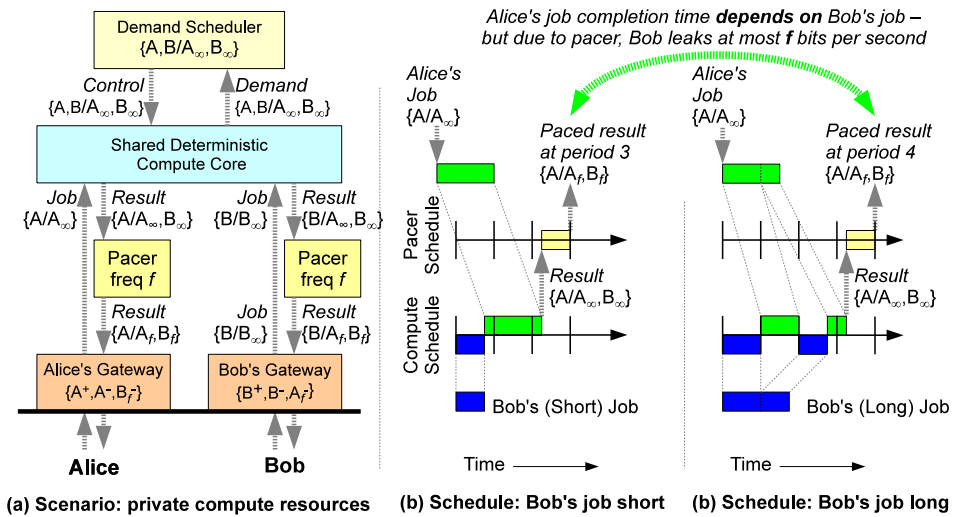 Demand Scheduler
{A,B/A∞,B∞}
Control
{A,B/A∞,B∞}
Demand
{A,B/A∞,B∞}
Shared Deterministic
Compute Core
Job
{A/A∞}
Result
{A/A∞,B∞}
Job
{B/B∞}
Result
{B/A∞,B∞}
Pacer
freq f
Pacer
freq f
Result
{A/Af,Bf}
Job
{B/B∞}
Result
{B/Af,Bf}
Alice's Gateway
{A+,A-,Bf-}
Bob's Gateway
{B+,B-,Af-}
Alice
Bob
(a) Scenario: private compute resources
Alice's job completion time depends on Bob's job –
but due to pacer, Bob leaks at most f bits per second
Alice's
Job
{A/A∞}
Paced result
at period 3
{A/Af,Bf}
Pacer
Schedule
Result
{A/A∞,B∞}
Compute
Schedule
Bob's (Short) Job
Time
(b) Schedule: Bob's job short
Alice's
Job
{A/A∞}
Paced result
at period 4
{A/Af,Bf}
Result
{A/A∞,B∞}
Bob's (Long) Job
Time
(b) Schedule: Bob's job long